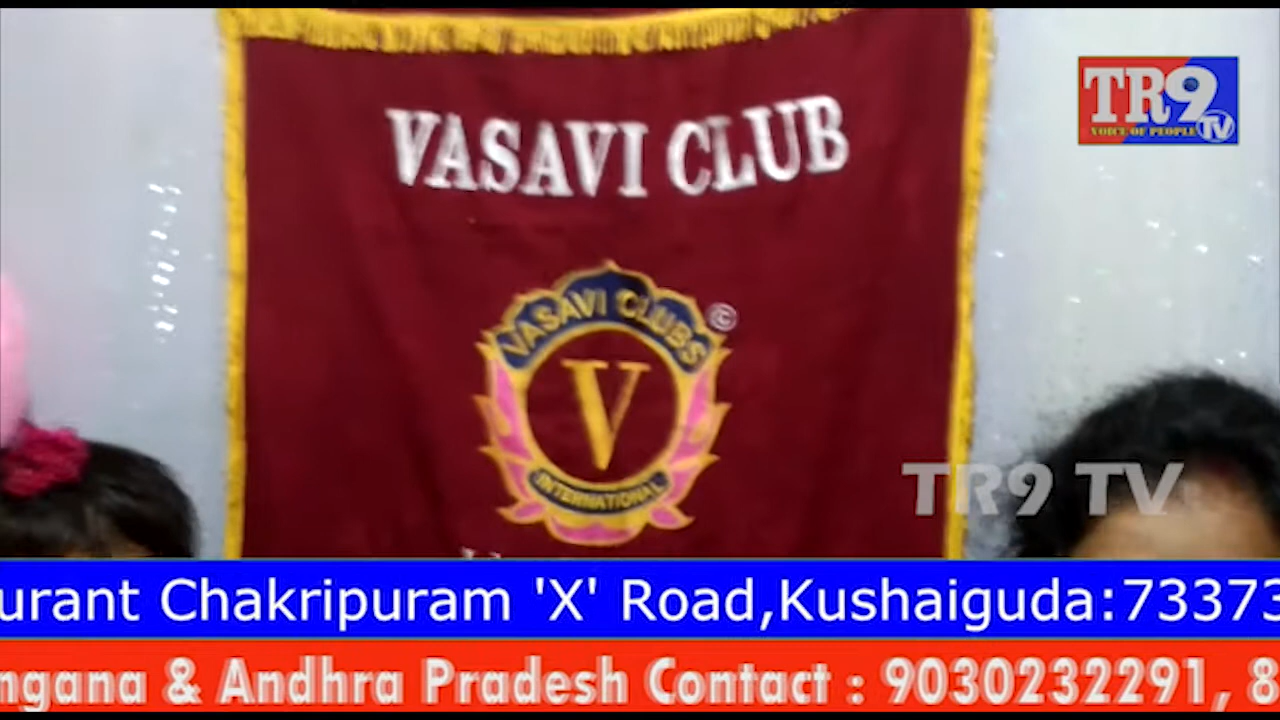 VASAVI CLUB
TR9
VOICE OF PEOPLE TV
VASAVI CLUBS ©
V
INTERNATIONAL
TR9 TV
urant Chakripuram 'X' Road,Kushaiguda:73373
ngana & Andhra Pradesh Contact : 9030232291, 8